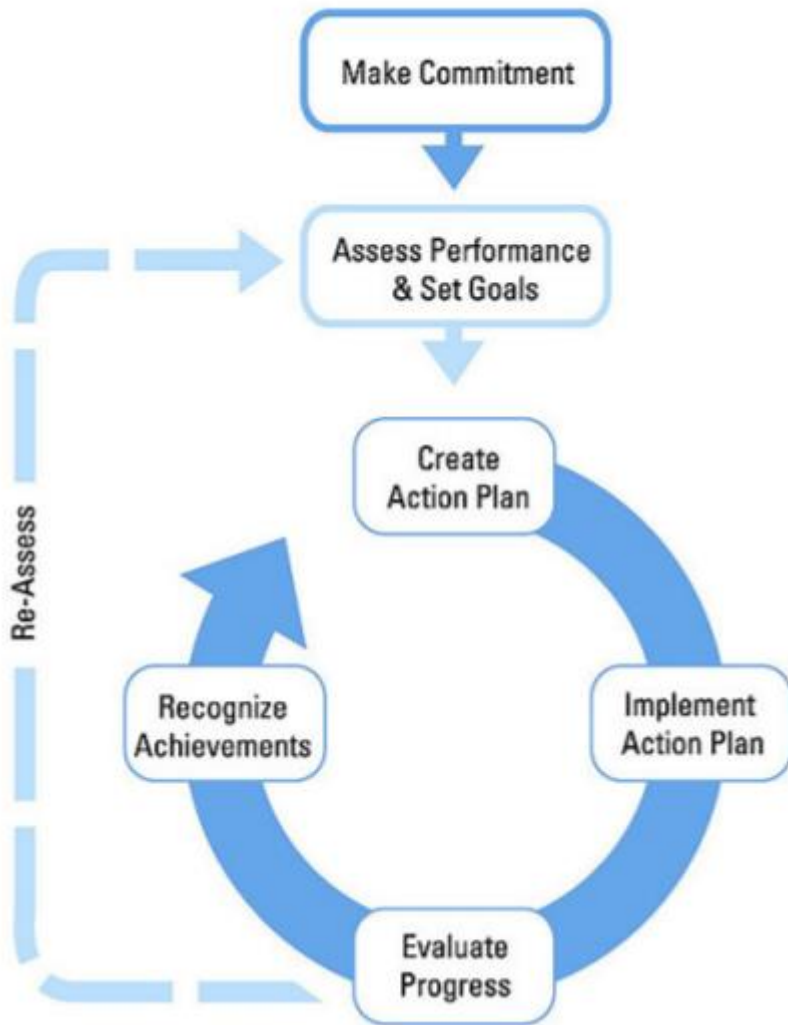 Make Commitment
Assess Performance
& Set Goals
Create
Action Plan
Re-Assess
Recognize
Achievements
Implement
Action Plan
Evaluate
Progress